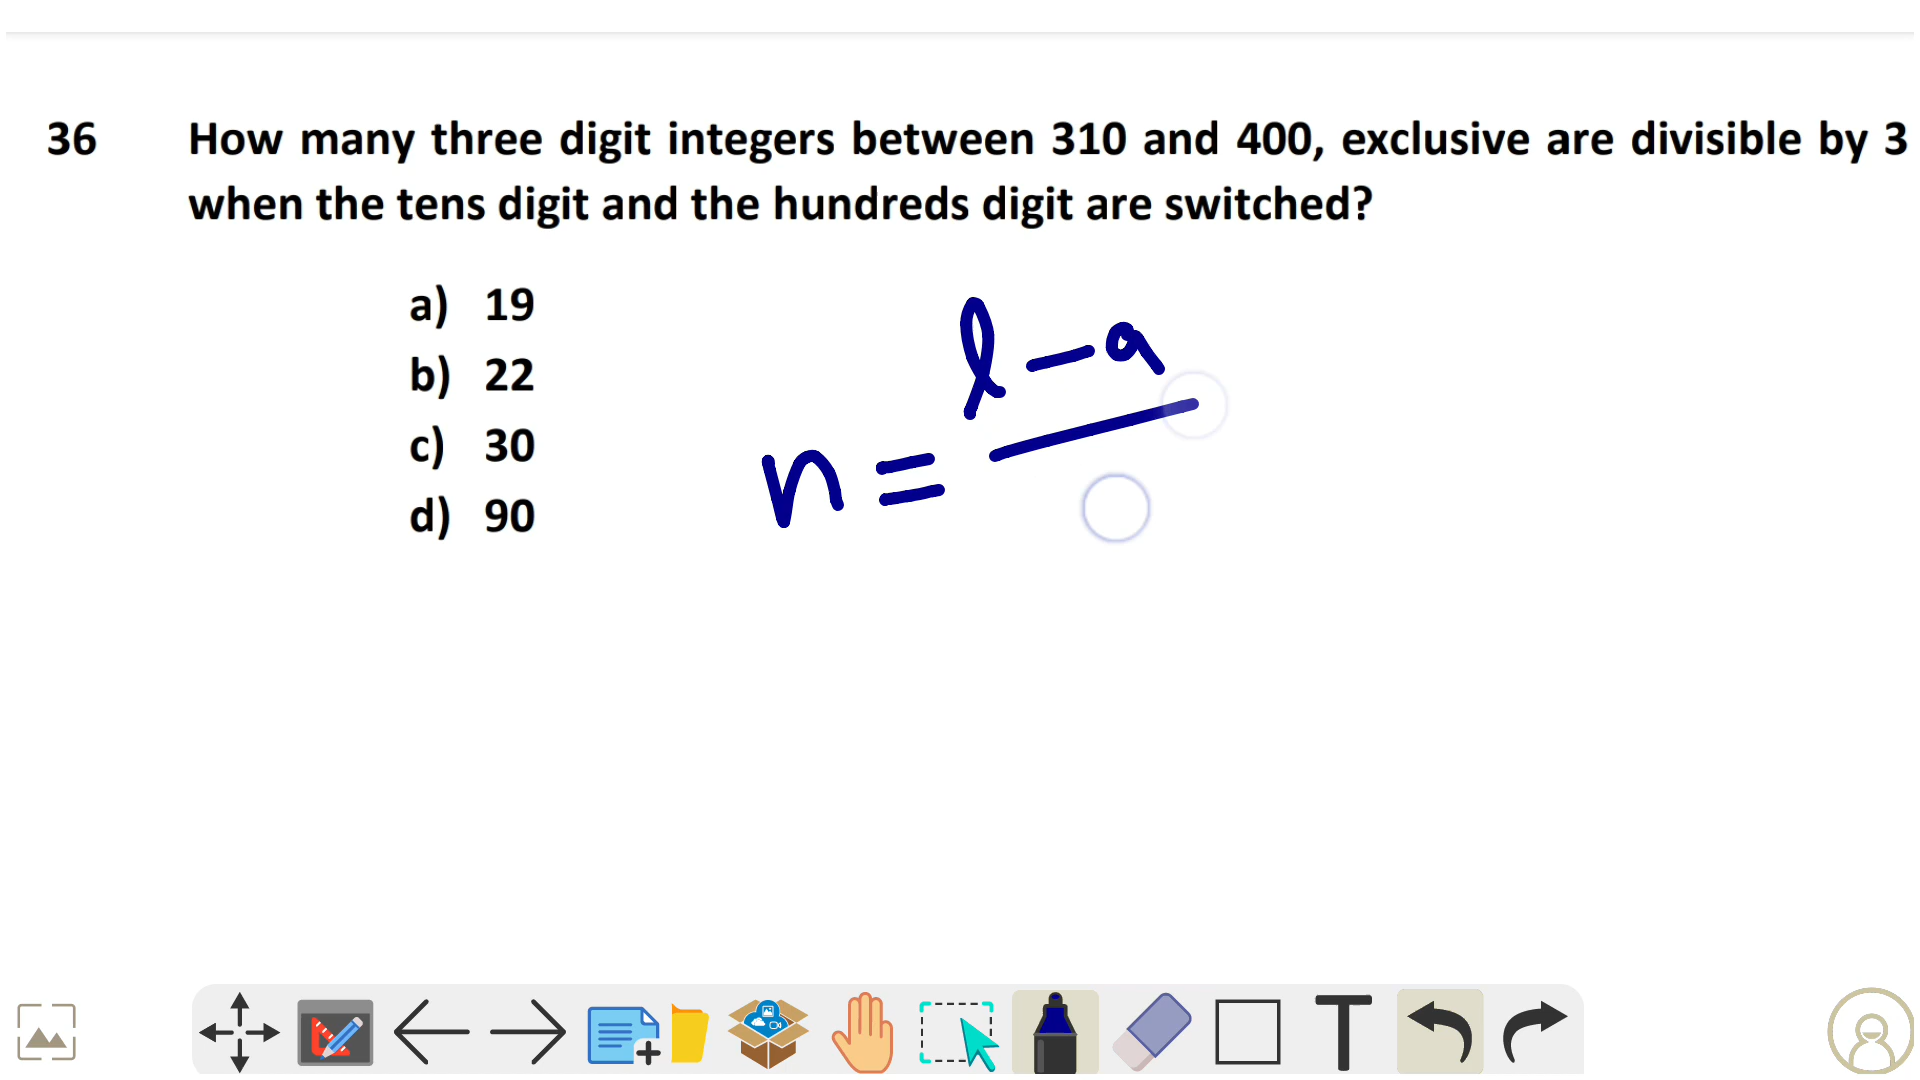 36 How many three digit integers between 310 and 400, exclusive are divisible by 3
when the tens digit and the hundreds digit are switched?
a) 19
b) 22
c) 30
d) 90
l - a
n =
T